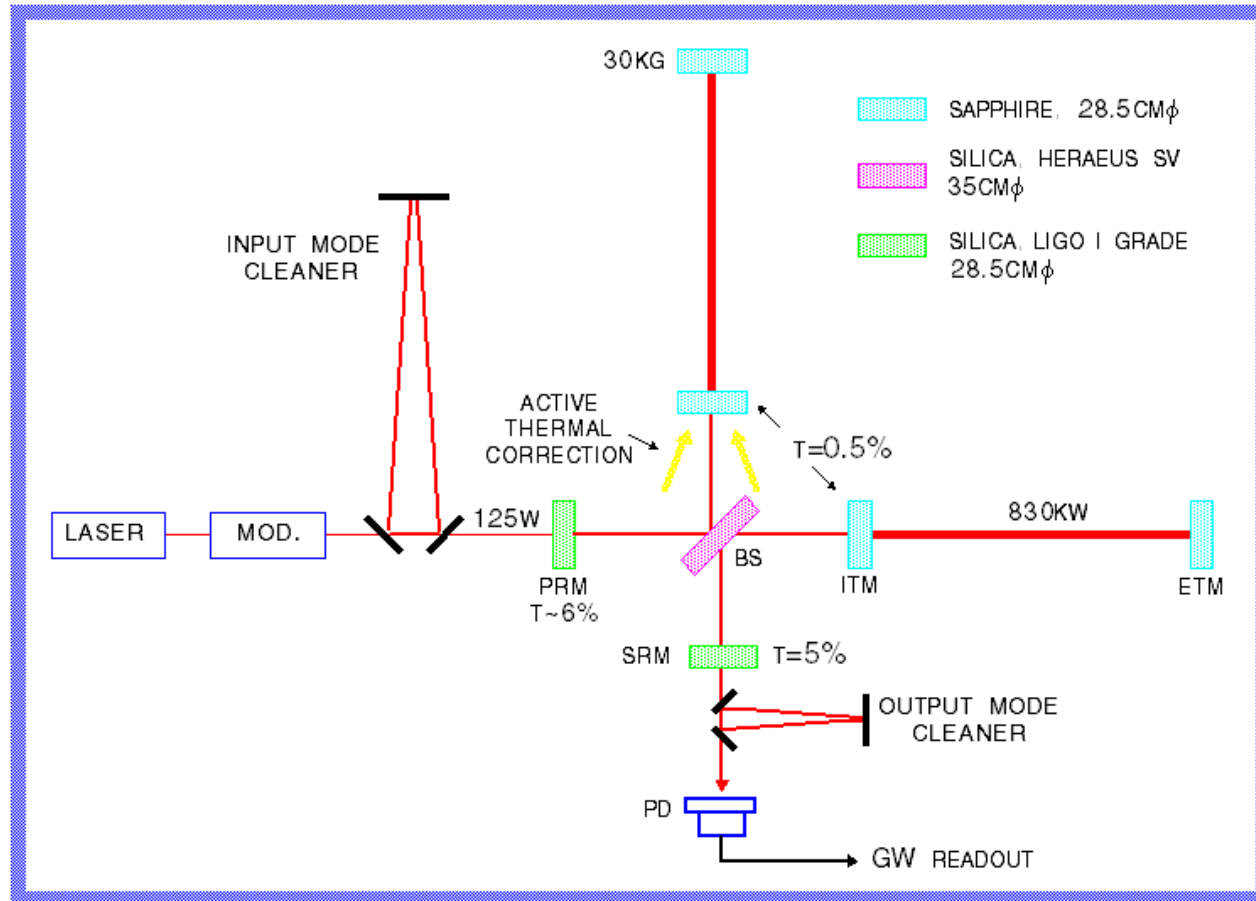 30KG
SAPPHIRE, 28.5CMϕ
SILICA, HERAEUS SV
35CMϕ
SILICA, LIGO I GRADE
28.5CMϕ
INPUT MODE
CLEANER
ACTIVE
THERMAL
CORRECTION
T=0.5%
LASER
MOD.
125W
830KW
PRM
T~6%
BS
ITM
ETM
SRM
T=5%
OUTPUT MODE
CLEANER
PD
GW READOUT